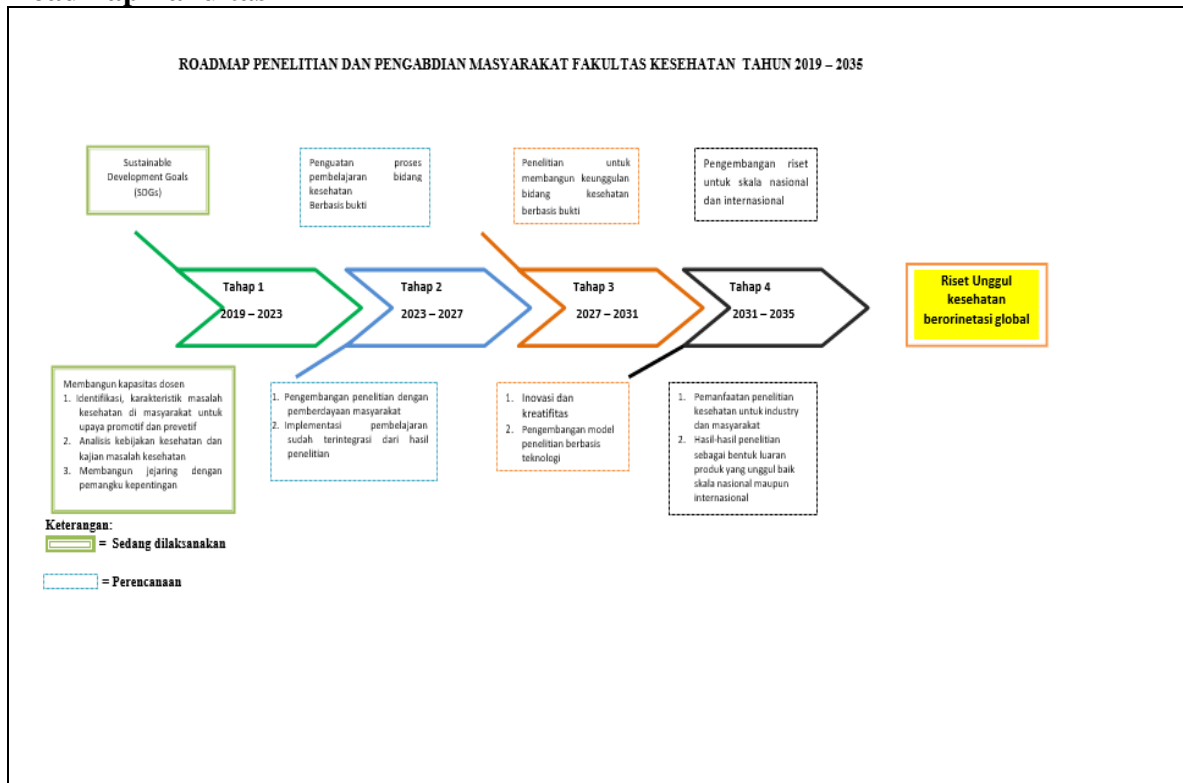 ROADMAP PENELITIAN DAN PENGABDIAN MASYARAKAT FAKULTAS KESEHATAN TAHUN 2019 – 2035
Sustainable
Development Goals
(SDGs)
Penguatan proses
pembelajaran bidang
kesehatan
Berbasis bukti
Penelitian untuk
membangun keunggulan
bidang kesehatan
berbasis bukti
Pengembangan riset
untuk skala nasional
dan internasional
Tahap 1
2019 – 2023
Tahap 2
2023 – 2027
Tahap 3
2027 – 2031
Tahap 4
2031 – 2035
Riset Unggul
kesehatan
berorinetasi global
Membangun kapasitas dosen
1. Identifikasi, karakteristik masalah
kesehatan di masyarakat untuk
upaya promotif dan prevetif
2. Analisis kebijakan kesehatan dan
kajian masalah kesehatan
3. Membangun jejaring dengan
pemangku kepentingan
1. Pengembangan penelitian dengan
pemberdayaan masyarakat
2. Implementasi pembelajaran
sudah terintegrasi dari hasil
penelitian
1. Inovasi dan
kreatifitas
2. Pengembangan model
penelitian berbasis
teknologi
1. Pemanfaatan penelitian
kesehatan untuk industry
dan masyarakat
2. Hasil-hasil penelitian
sebagai bentuk luaran
produk yang unggul baik
skala nasional maupun
internasional
Keterangan:
= Sedang dilaksanakan
= Perencanaan